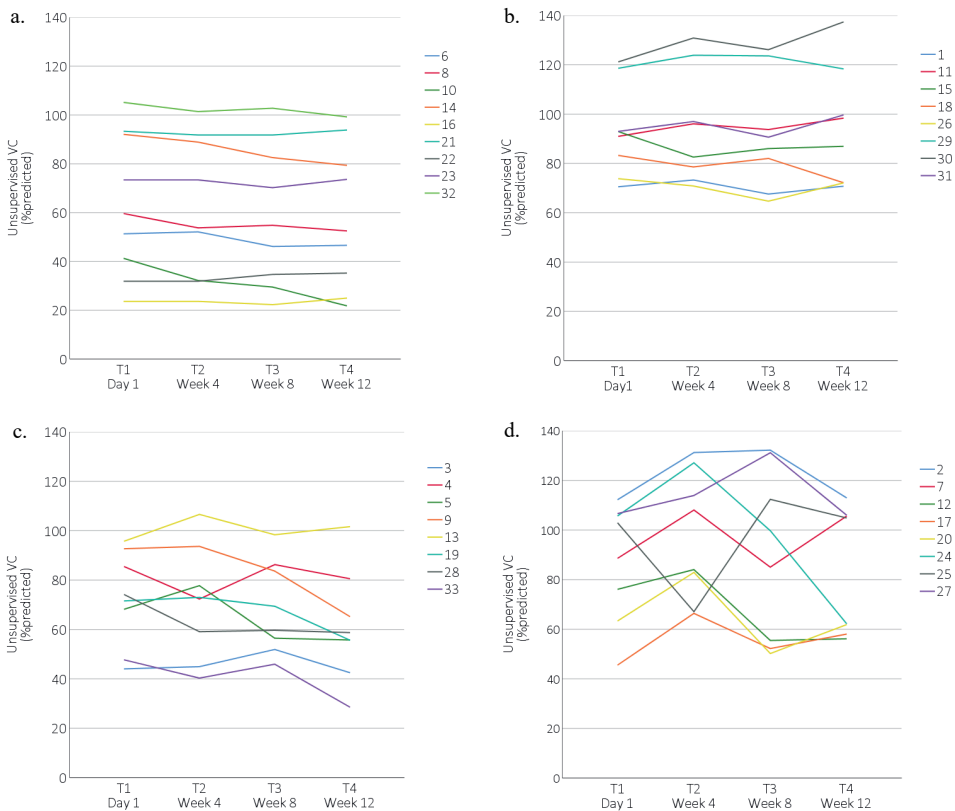 a.
Unsupervised VC
(%predicted)
140
120
100
80
60
40
20
0
T1
Day 1
T2
Week 4
T3
Week 8
T4
Week 12
6
8
10
14
16
21
22
23
32
b.
Unsupervised VC
(%predicted)
140
120
100
80
60
40
20
0
T1
Day1
T2
Week 4
T3
Week 8
T4
Week 12
1
11
15
18
26
29
30
31
c.
Unsupervised VC
(%predicted)
140
120
100
80
60
40
20
0
T1
Day 1
T2
Week 4
T3
Week 8
T4
Week 12
3
4
5
9
13
19
28
33
d.
Unsupervised VC
(%predicted)
140
120
100
80
60
40
20
0
T1
Day 1
T2
Week 4
T3
Week 8
T4
Week 12
2
7
12
17
20
24
25
27